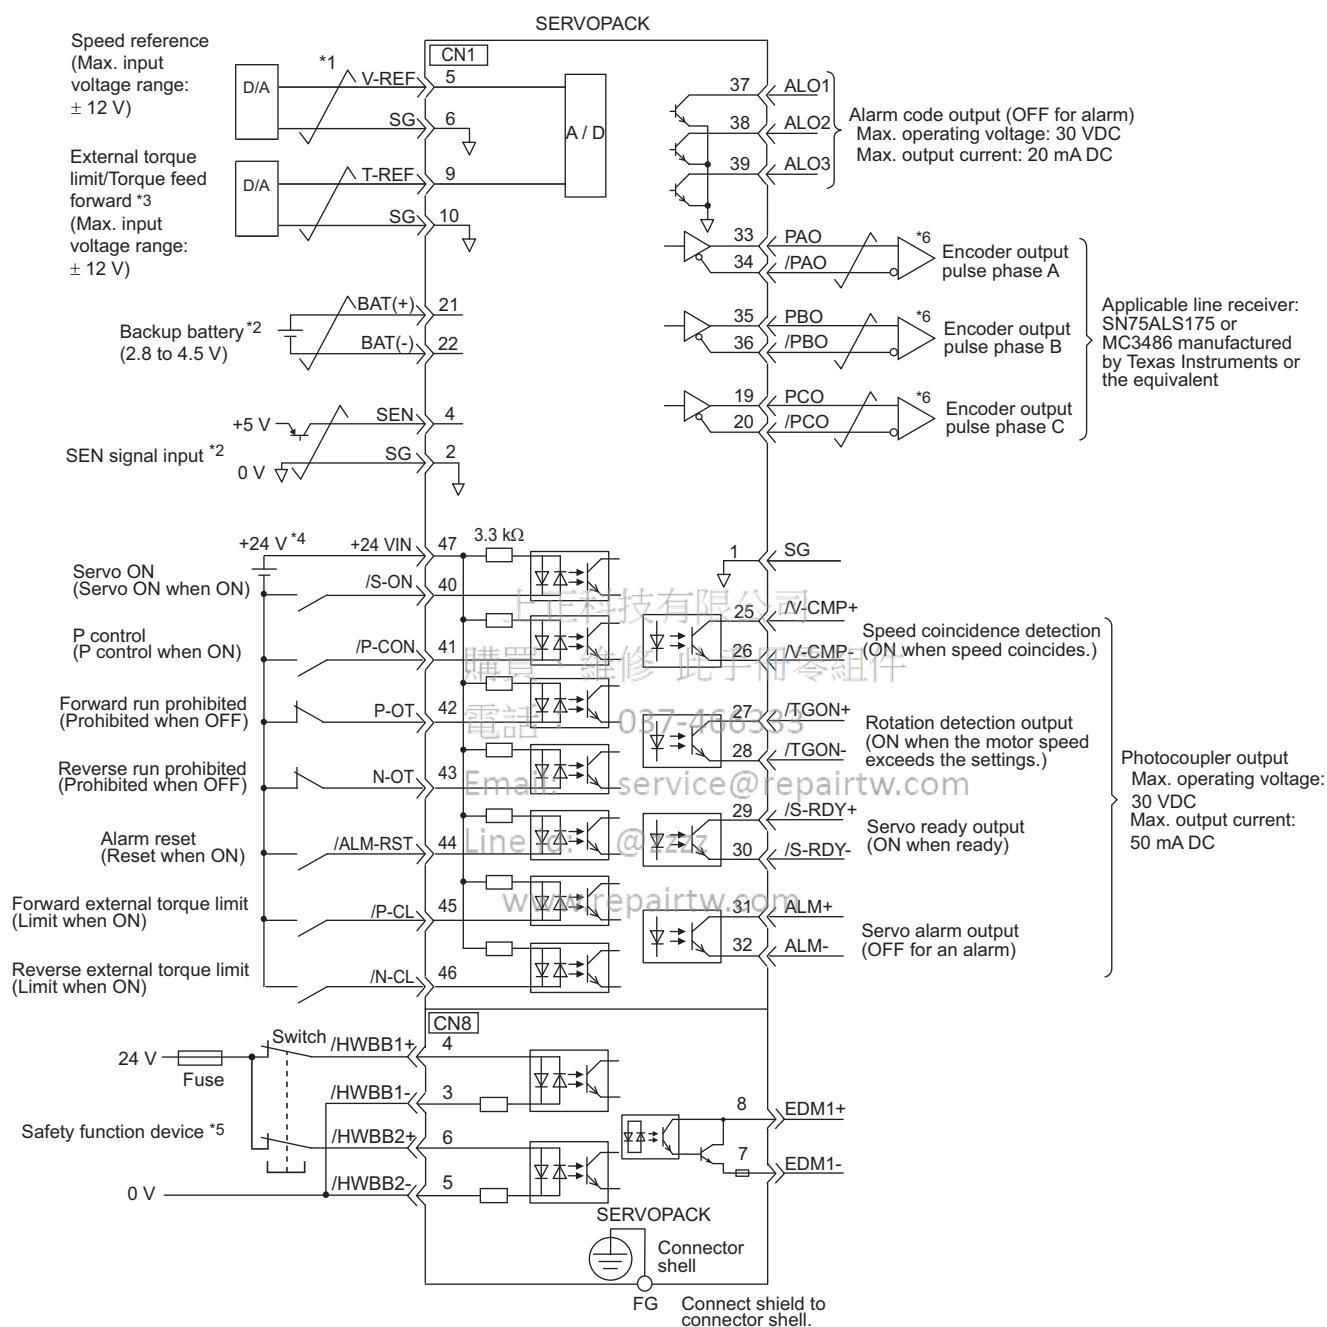 SERVOPACK
CN1
Speed reference
(Max. input
voltage range:
± 12 V)
D/A
*1
V-REF
5
SG
6
A / D
External torque
limit/Torque feed
forward *3
(Max. input
voltage range:
± 12 V)
D/A
T-REF
9
SG
10
Backup battery *2
(2.8 to 4.5 V)
BAT(+)
21
BAT(-)
22
+5 V
SEN
4
SEN signal input *2
0 V
SG
2
37
ALO1
38
ALO2
39
ALO3
Alarm code output (OFF for alarm)
Max. operating voltage: 30 VDC
Max. output current: 20 mA DC
33
PAO
34
/PAO
*6
Encoder output
pulse phase A
35
PBO
36
/PBO
*6
Encoder output
pulse phase B
19
PCO
20
/PCO
*6
Encoder output
pulse phase C
Applicable line receiver:
SN75ALS175 or
MC3486 manufactured
by Texas Instruments or
the equivalent
+24 V *4
+24 VIN
47
3.3 kΩ
Servo ON
(Servo ON when ON)
/S-ON
40
P control
(P control when ON)
/P-CON
41
Forward run prohibited
(Prohibited when OFF)
P-OT
42
Reverse run prohibited
(Prohibited when OFF)
N-OT
43
Alarm reset
(Reset when ON)
/ALM-RST
44
Forward external torque limit
(Limit when ON)
/P-CL
45
Reverse external torque limit
(Limit when ON)
/N-CL
46
1
SG
25
/V-CMP+
26
/V-CMP-
Speed coincidence detection
(ON when speed coincides.)
27
/TGON+
28
/TGON-
Rotation detection output
(ON when the motor speed
exceeds the settings.)
29
/S-RDY+
30
/S-RDY-
Servo ready output
(ON when ready)
31
ALM+
32
ALM-
Servo alarm output
(OFF for an alarm)
Photocoupler output
Max. operating voltage:
30 VDC
Max. output current:
50 mA DC
上正科技有限公司
購買、維修 此手冊零組件
電話: 037-466333
Email: service@repairtw.com
Line id: @zzzz
www.repairtw.com
CN8
24 V
Fuse
Switch
/HWBB1+
4
/HWBB1-
3
Safety function device *5
/HWBB2+
6
/HWBB2-
5
0 V
8
EDM1+
7
EDM1-
SERVOPACK
Connector
shell
FG
Connect shield to
connector shell.